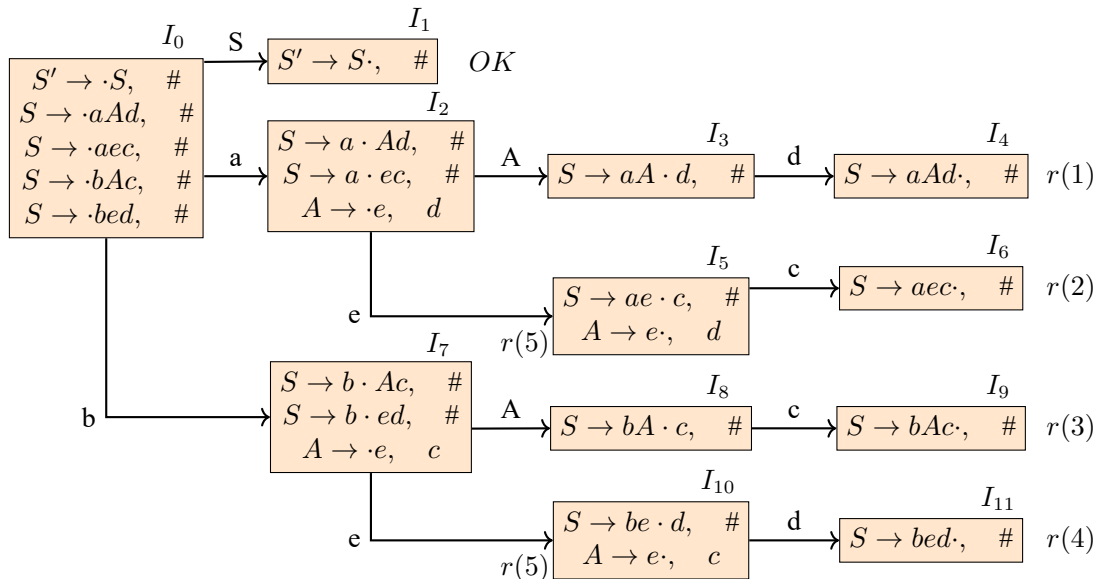 I₀
S' → ·S, #
S → ·aAd, #
S → ·aec, #
S → ·bAc, #
S → ·bed, #
S
I₁
S' → S·, #
OK
a
I₂
S → a · Ad, #
S → a · ec, #
A → ·e, d
A
I₃
S → aA · d, #
d
I₄
S → aAd·, #
r(1)
e
I₅
S → ae · c, #
A → e·, d
r(5)
c
I₆
S → aec·, #
r(2)
b
I₇
S → b · Ac, #
S → b · ed, #
A → ·e, c
A
I₈
S → bA · c, #
c
I₉
S → bAc·, #
r(3)
e
I₁₀
S → be · d, #
A → e·, c
r(5)
d
I₁₁
S → bed·, #
r(4)